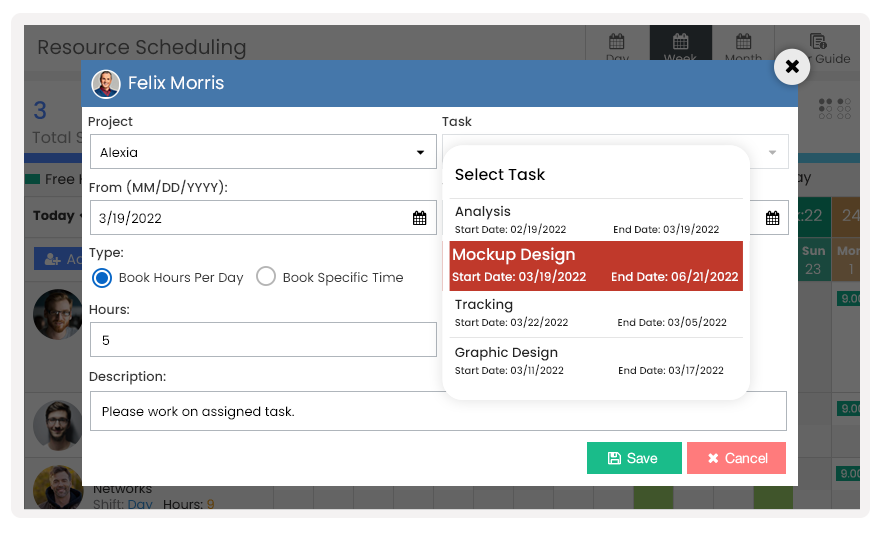 Resource Scheduling
Day
Week
Month
Guide
Felix Morris
3
Total S
Project
Task
Alexia
Free
From (MM/DD/YYYY):
Select Task
Today
3/19/2022
Analysis
Start Date: 02/19/2022 End Date: 03/19/2022
:22
24
Type:
Mockup Design
Start Date: 03/19/2022 End Date: 06/21/2022
Sun
23
Mon
1
Book Hours Per Day
Book Specific Time
Hours:
Tracking
Start Date: 03/22/2022 End Date: 03/05/2022
9.00
5
Graphic Design
Start Date: 03/11/2022 End Date: 03/17/2022
Description:
Please work on assigned task.
9.00
Save
Cancel
9.00
Networks
Shift: Day Hours: 9